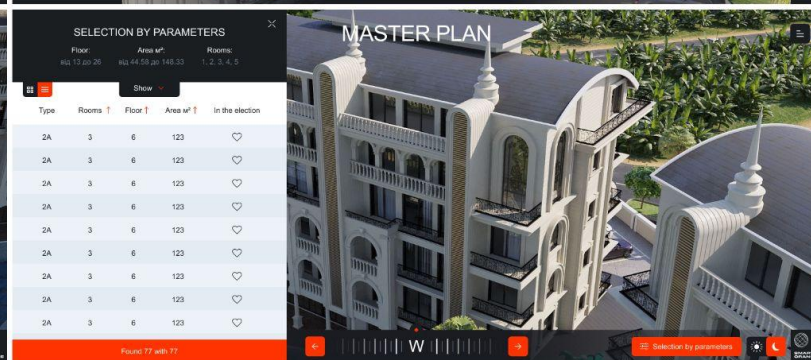 SELECTION BY PARAMETERS
Floor: Area м²: Rooms:
від 13 до 26 від 44.58 до 148.33 1, 2, 3, 4, 5
Show
Type Rooms ↑ Floor ↑ Area м² ↑ in the election
2A 3 6 123
2A 3 6 123
2A 3 6 123
2A 3 6 123
2A 3 6 123
2A 3 6 123
2A 3 6 123
2A 3 6 123
2A 3 6 123
Found 77 with 77
MASTER PLAN
W
Selection by parameters